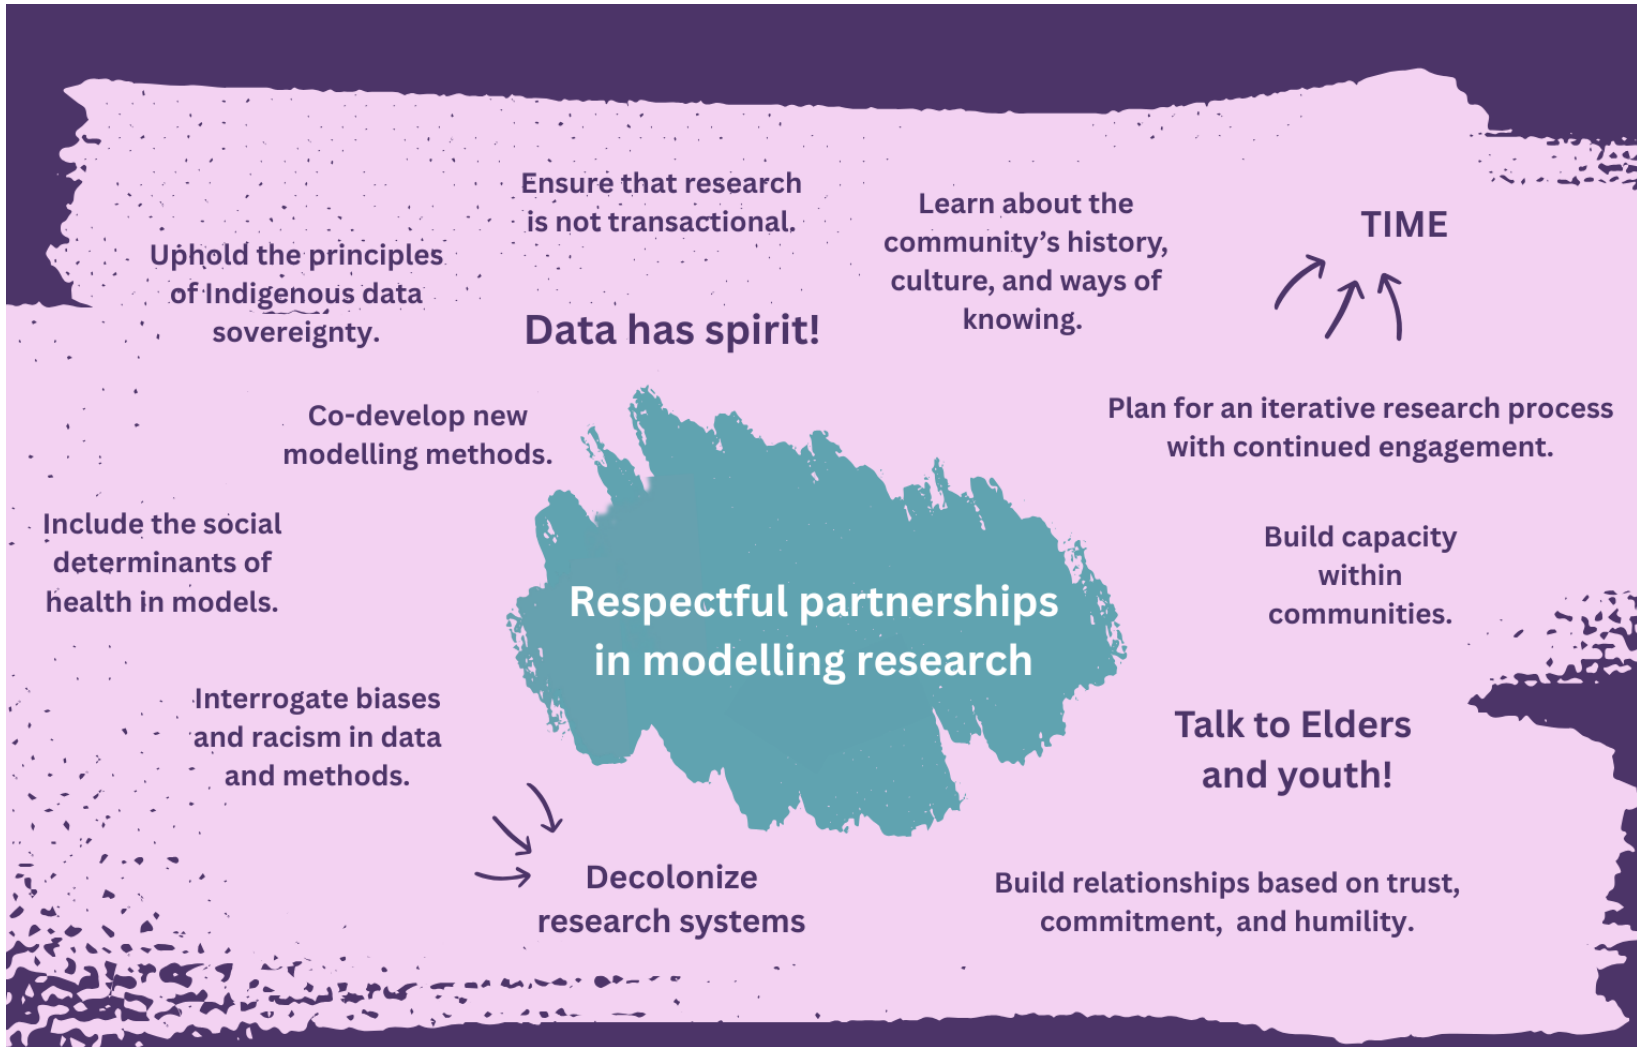 Ensure that research
is not transactional.
Learn about the
community's history,
culture, and ways of
knowing.
TIME
Uphold the principles
of Indigenous data
sovereignty.
Data has spirit!
Co-develop new
modelling methods.
Plan for an iterative research process
with continued engagement.
Include the social
determinants of
health in models.
Build capacity
within
communities.
Respectful partnerships
in modelling research
Interrogate biases
and racism in data
and methods.
Talk to Elders
and youth!
Decolonize
research systems
Build relationships based on trust,
commitment,  and humility.